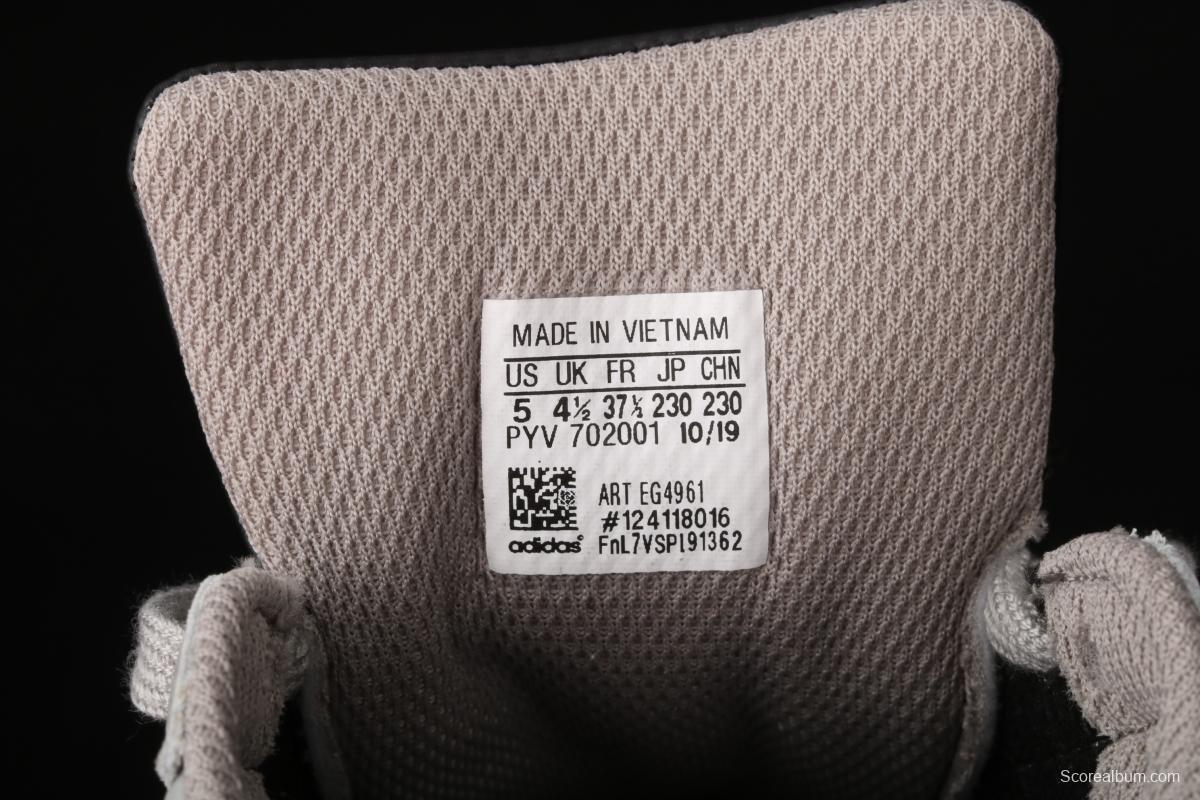 MADE IN VIETNAM
US UK FR JP CHN
5 4½ 37⅓ 230 230
PYV 702001 10/19
ART EG4961
#124118016
adidas FnL7VSPl91362
Scorealbum.com